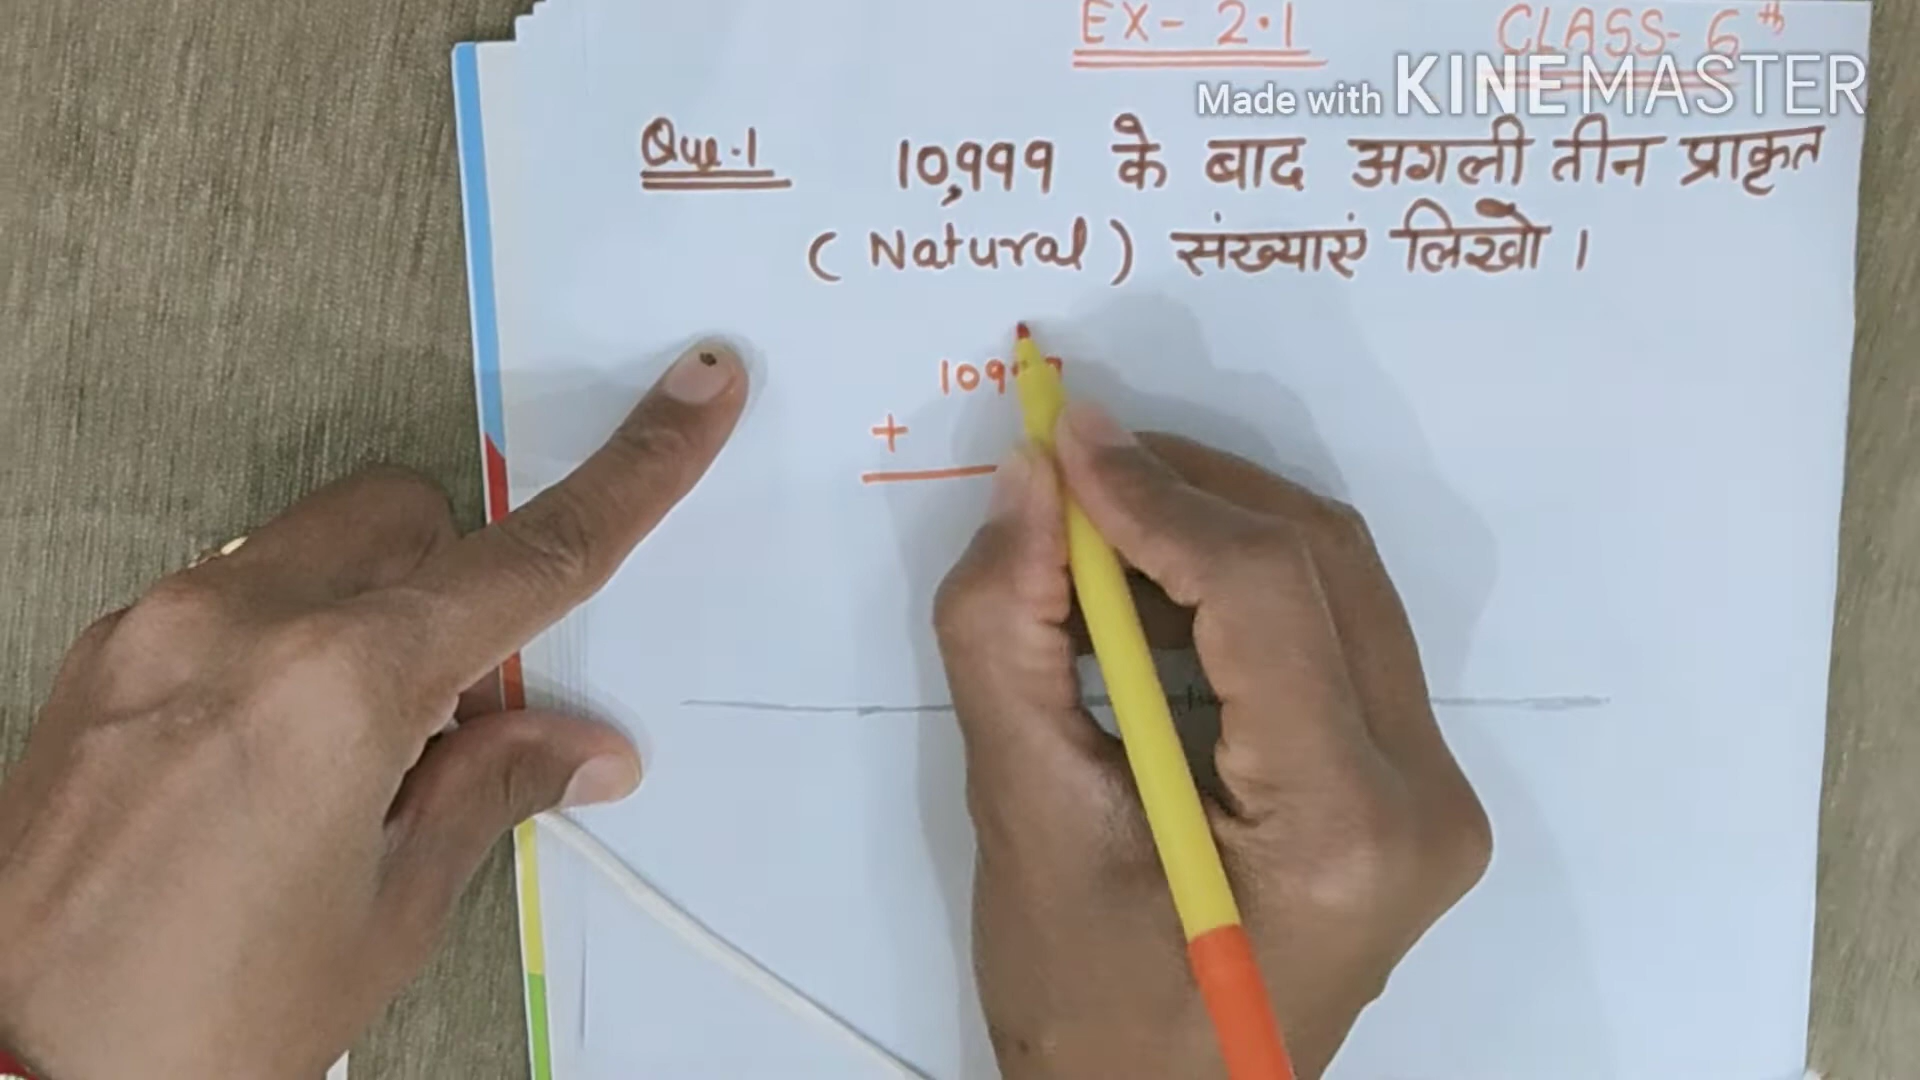 EX- 2.1
CLASS- 6th
Made with KINEMASTER
Que.1 10,999 के बाद अगली तीन प्राकृत
(Natural) संख्याएं लिखो ।
+